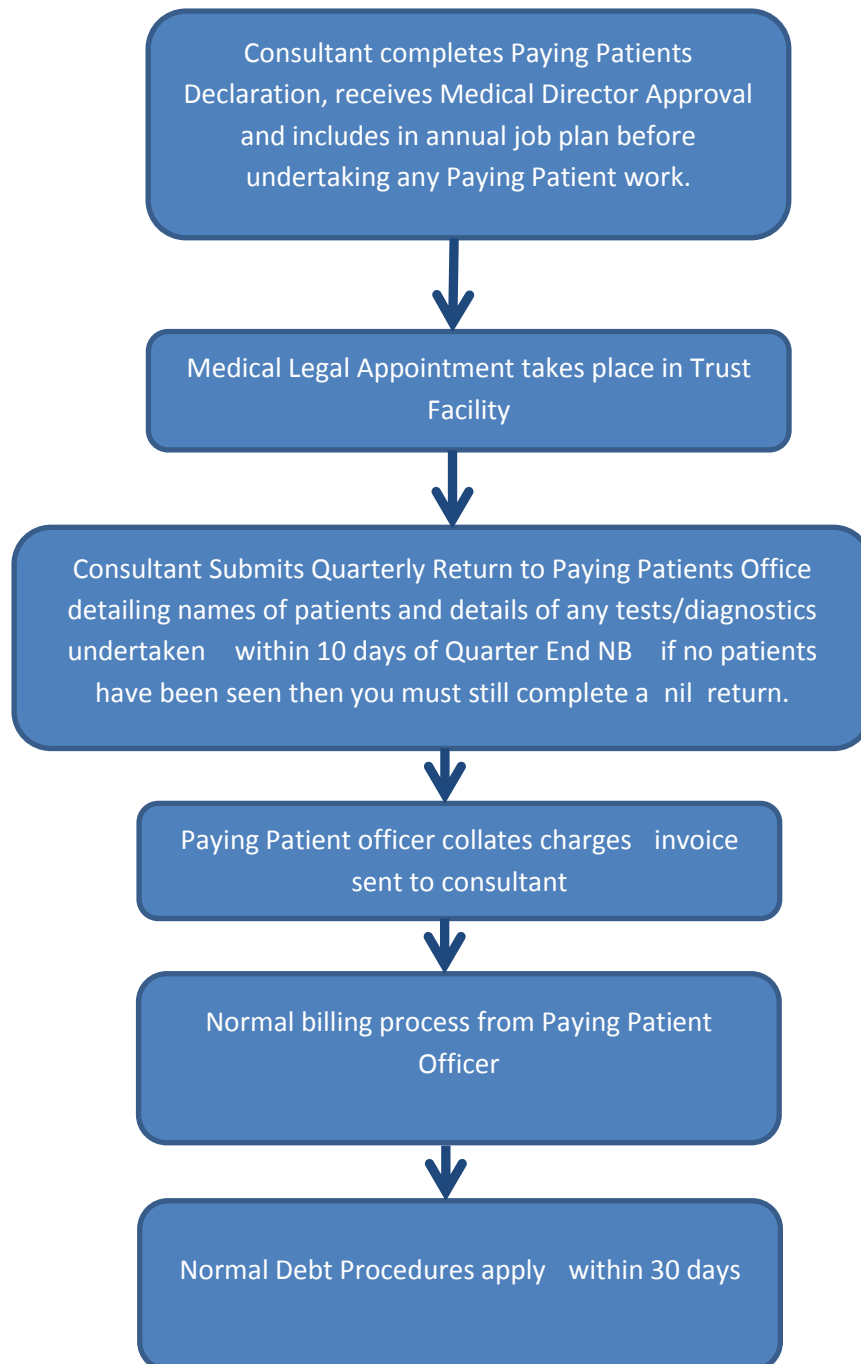 Consultant completes Paying Patients
Declaration, receives Medical Director Approval
and includes in annual job plan before
undertaking any Paying Patient work.
Medical Legal Appointment takes place in Trust
Facility
Consultant Submits Quarterly Return to Paying Patients Office
detailing names of patients and details of any tests/diagnostics
undertaken within 10 days of Quarter End NB if no patients
have been seen then you must still complete a nil return.
Paying Patient officer collates charges invoice
sent to consultant
Normal billing process from Paying Patient
Officer
Normal Debt Procedures apply within 30 days